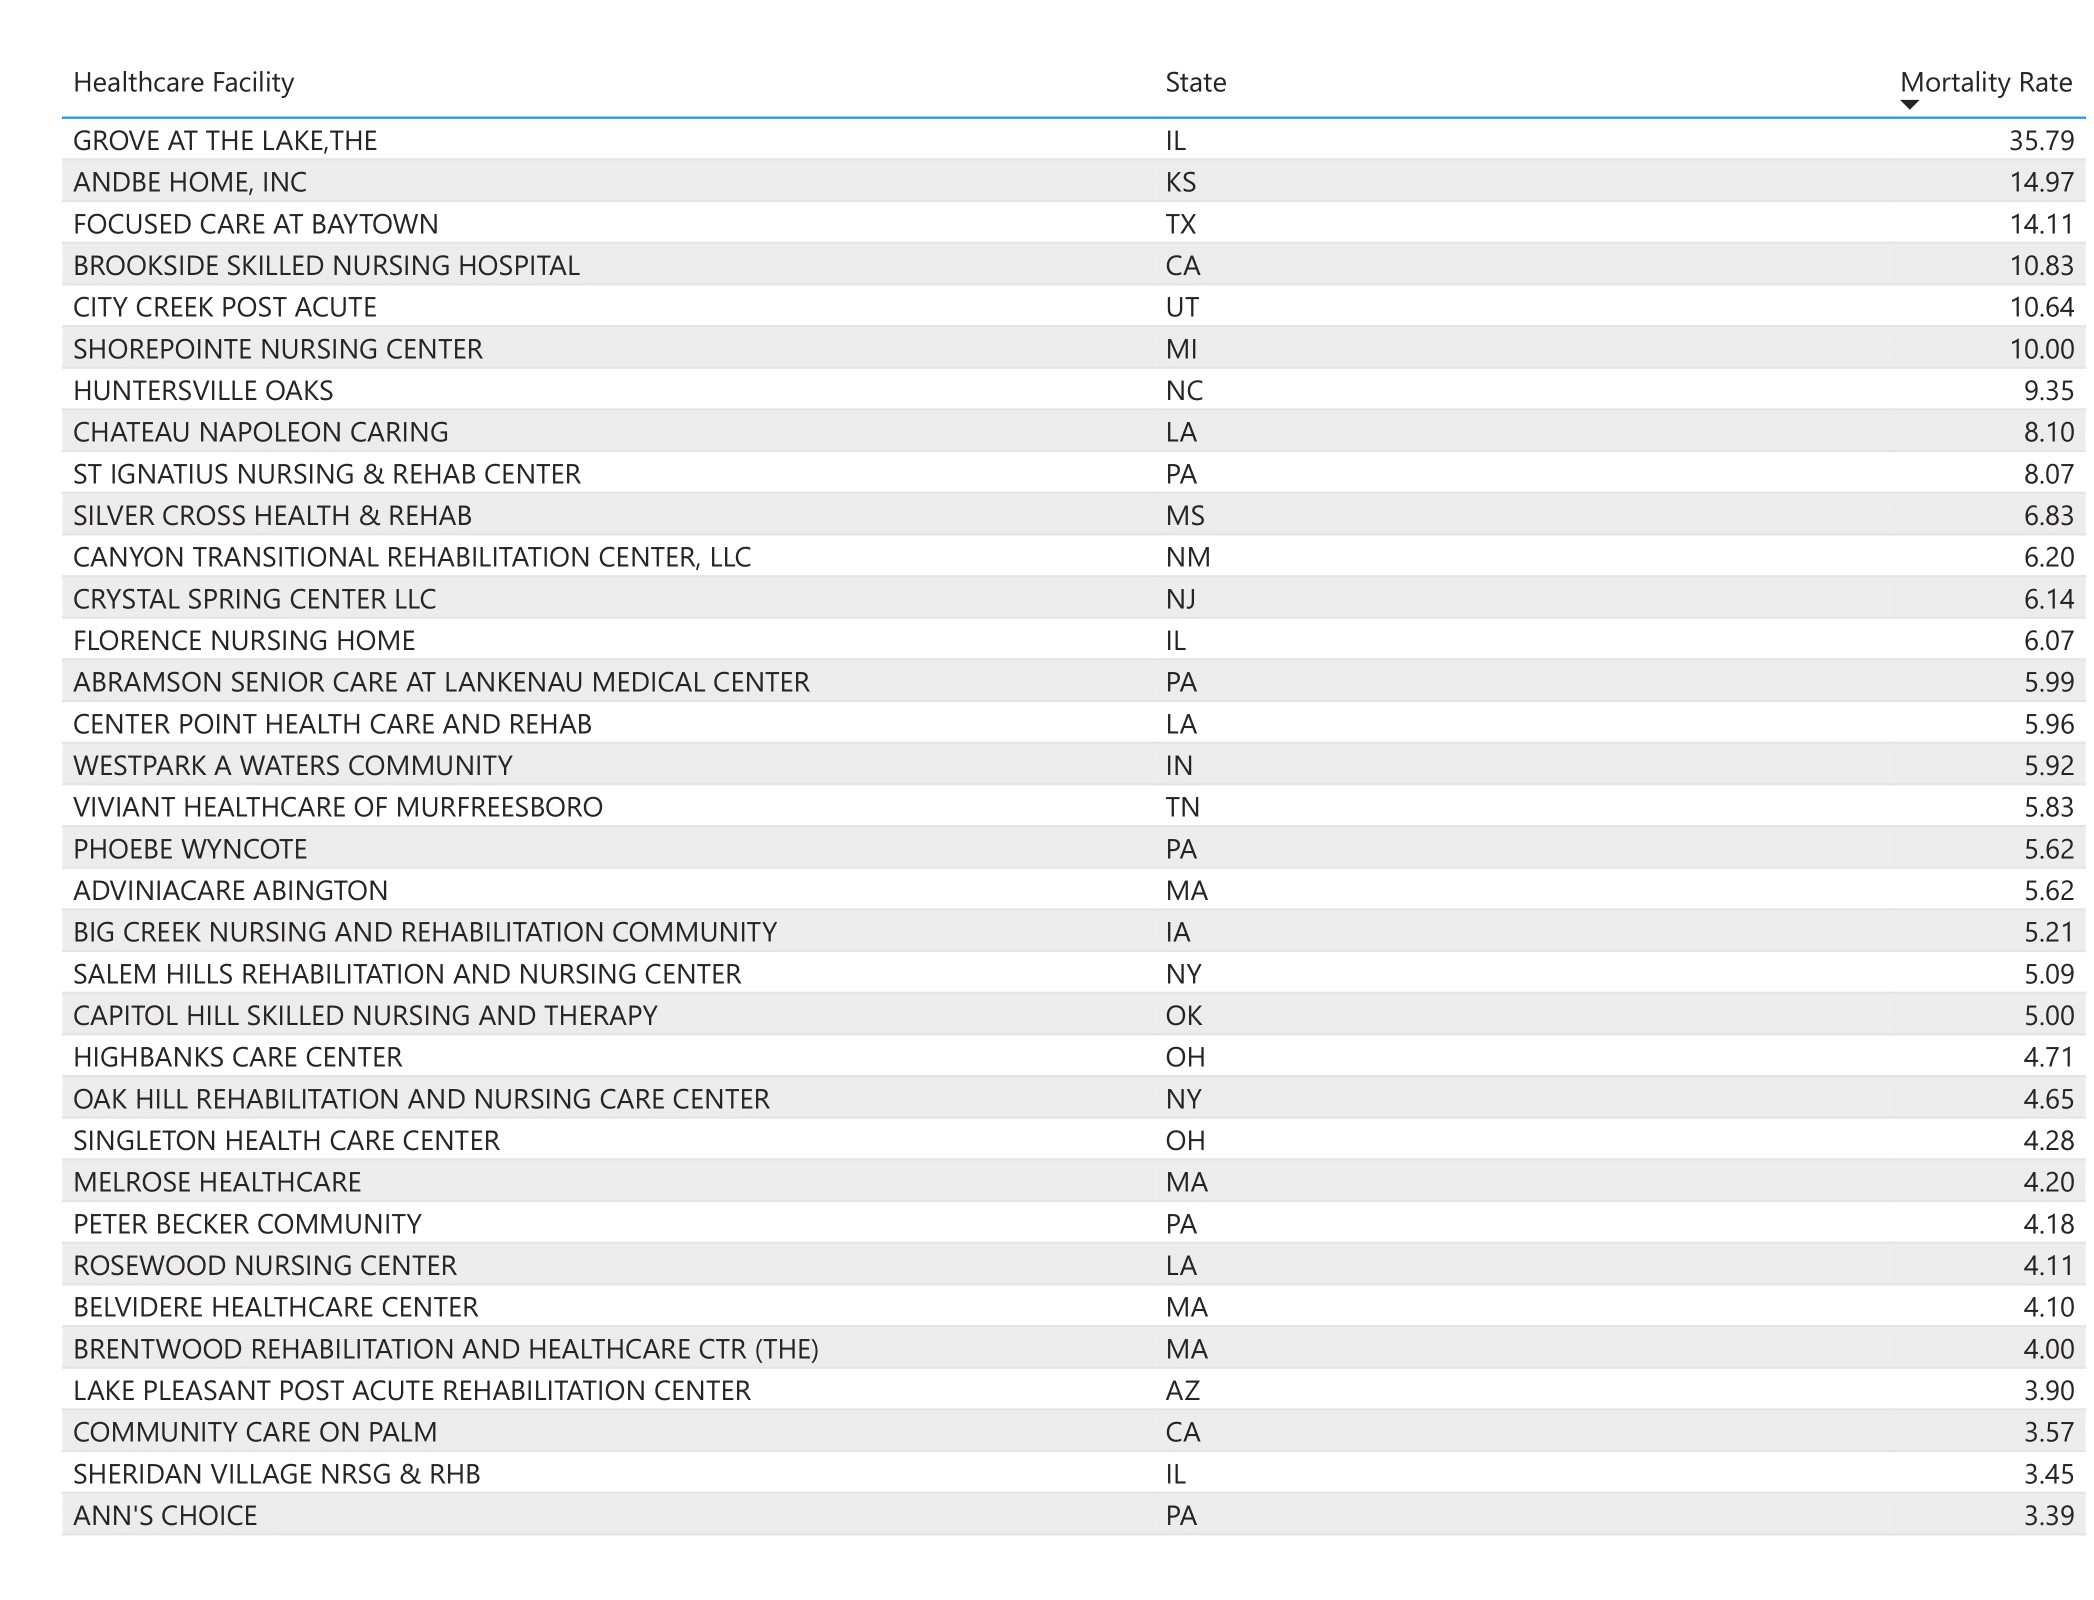 Healthcare Facility State Mortality Rate
GROVE AT THE LAKE,THE IL 35.79
ANDBE HOME, INC KS 14.97
FOCUSED CARE AT BAYTOWN TX 14.11
BROOKSIDE SKILLED NURSING HOSPITAL CA 10.83
CITY CREEK POST ACUTE UT 10.64
SHOREPOINTE NURSING CENTER MI 10.00
HUNTERSVILLE OAKS NC 9.35
CHATEAU NAPOLEON CARING LA 8.10
ST IGNATIUS NURSING & REHAB CENTER PA 8.07
SILVER CROSS HEALTH & REHAB MS 6.83
CANYON TRANSITIONAL REHABILITATION CENTER, LLC NM 6.20
CRYSTAL SPRING CENTER LLC NJ 6.14
FLORENCE NURSING HOME IL 6.07
ABRAMSON SENIOR CARE AT LANKENAU MEDICAL CENTER PA 5.99
CENTER POINT HEALTH CARE AND REHAB LA 5.96
WESTPARK A WATERS COMMUNITY IN 5.92
VIVIANT HEALTHCARE OF MURFREESBORO TN 5.83
PHOEBE WYNCOTE PA 5.62
ADVINIACARE ABINGTON MA 5.62
BIG CREEK NURSING AND REHABILITATION COMMUNITY IA 5.21
SALEM HILLS REHABILITATION AND NURSING CENTER NY 5.09
CAPITOL HILL SKILLED NURSING AND THERAPY OK 5.00
HIGHBANKS CARE CENTER OH 4.71
OAK HILL REHABILITATION AND NURSING CARE CENTER NY 4.65
SINGLETON HEALTH CARE CENTER OH 4.28
MELROSE HEALTHCARE MA 4.20
PETER BECKER COMMUNITY PA 4.18
ROSEWOOD NURSING CENTER LA 4.11
BELVIDERE HEALTHCARE CENTER MA 4.10
BRENTWOOD REHABILITATION AND HEALTHCARE CTR (THE) MA 4.00
LAKE PLEASANT POST ACUTE REHABILITATION CENTER AZ 3.90
COMMUNITY CARE ON PALM CA 3.57
SHERIDAN VILLAGE NRSG & RHB IL 3.45
ANN'S CHOICE PA 3.39